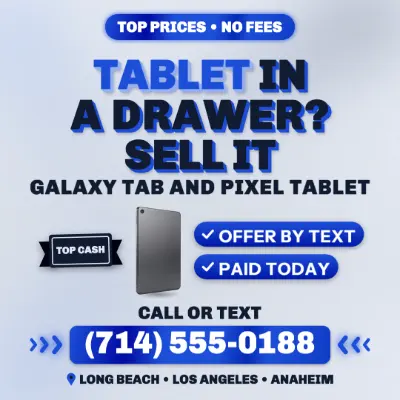 TOP PRICES • NO FEES
TABLET IN
A DRAWER?
SELL IT
GALAXY TAB AND PIXEL TABLET
TOP CASH
OFFER BY TEXT
PAID TODAY
CALL OR TEXT
(714) 555-0188
LONG BEACH • LOS ANGELES • ANAHEIM